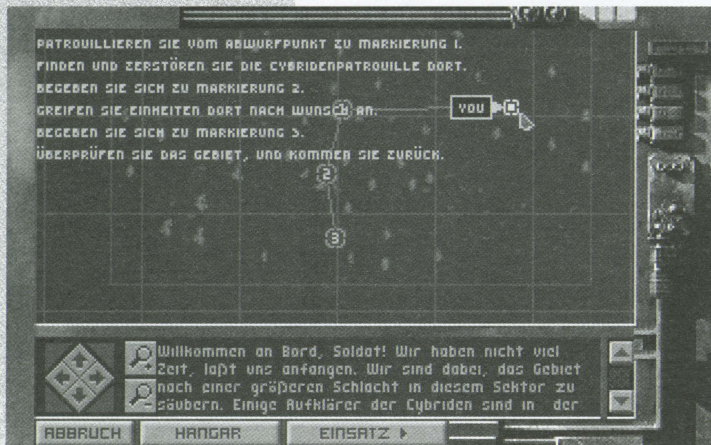 PATROUILLIEREN SIE VOM ABWURFPUNKT ZU MARKIERUNG 1.
FINDEN UND ZERSTÖREN SIE DIE CYBRIDENPATROUILLE DORT.
BEGEBEN SIE SICH ZU MARKIERUNG 2.
GREIFEN SIE EINHEITEN DORT NACH WUNSCH AN.
YOU
BEGEBEN SIE SICH ZU MARKIERUNG 3.
ÜBERPRÜFEN SIE DAS GEBIET, UND KOMMEN SIE ZURÜCK.
2
3
Willkommen an Bord, Soldat! Wir haben nicht viel
Zeit, laßt uns anfangen. Wir sind dabei, das Gebiet
nach einer größeren Schlacht in diesem Sektor zu
säubern. Einige Aufklärer der Cybriden sind in der
ABBRUCH HANGAR EINSATZ